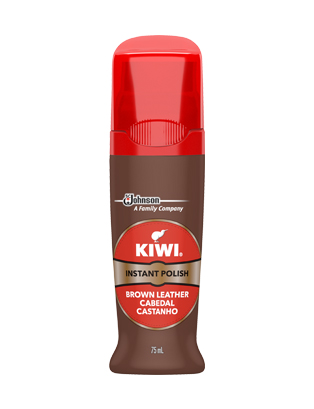 SC Johnson
A Family Company
KIWI®
INSTANT POLISH
BROWN LEATHER
CABEDAL
CASTANHO
75 mL